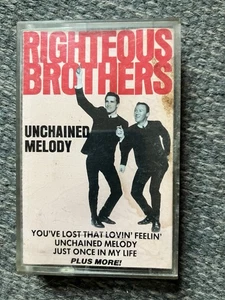 RIGHTEOUS
BROTHERS
UNCHAINED
MELODY
YOU'VE LOST THAT LOVIN' FEELIN'
UNCHAINED MELODY
JUST ONCE IN MY LIFE
PLUS MORE!